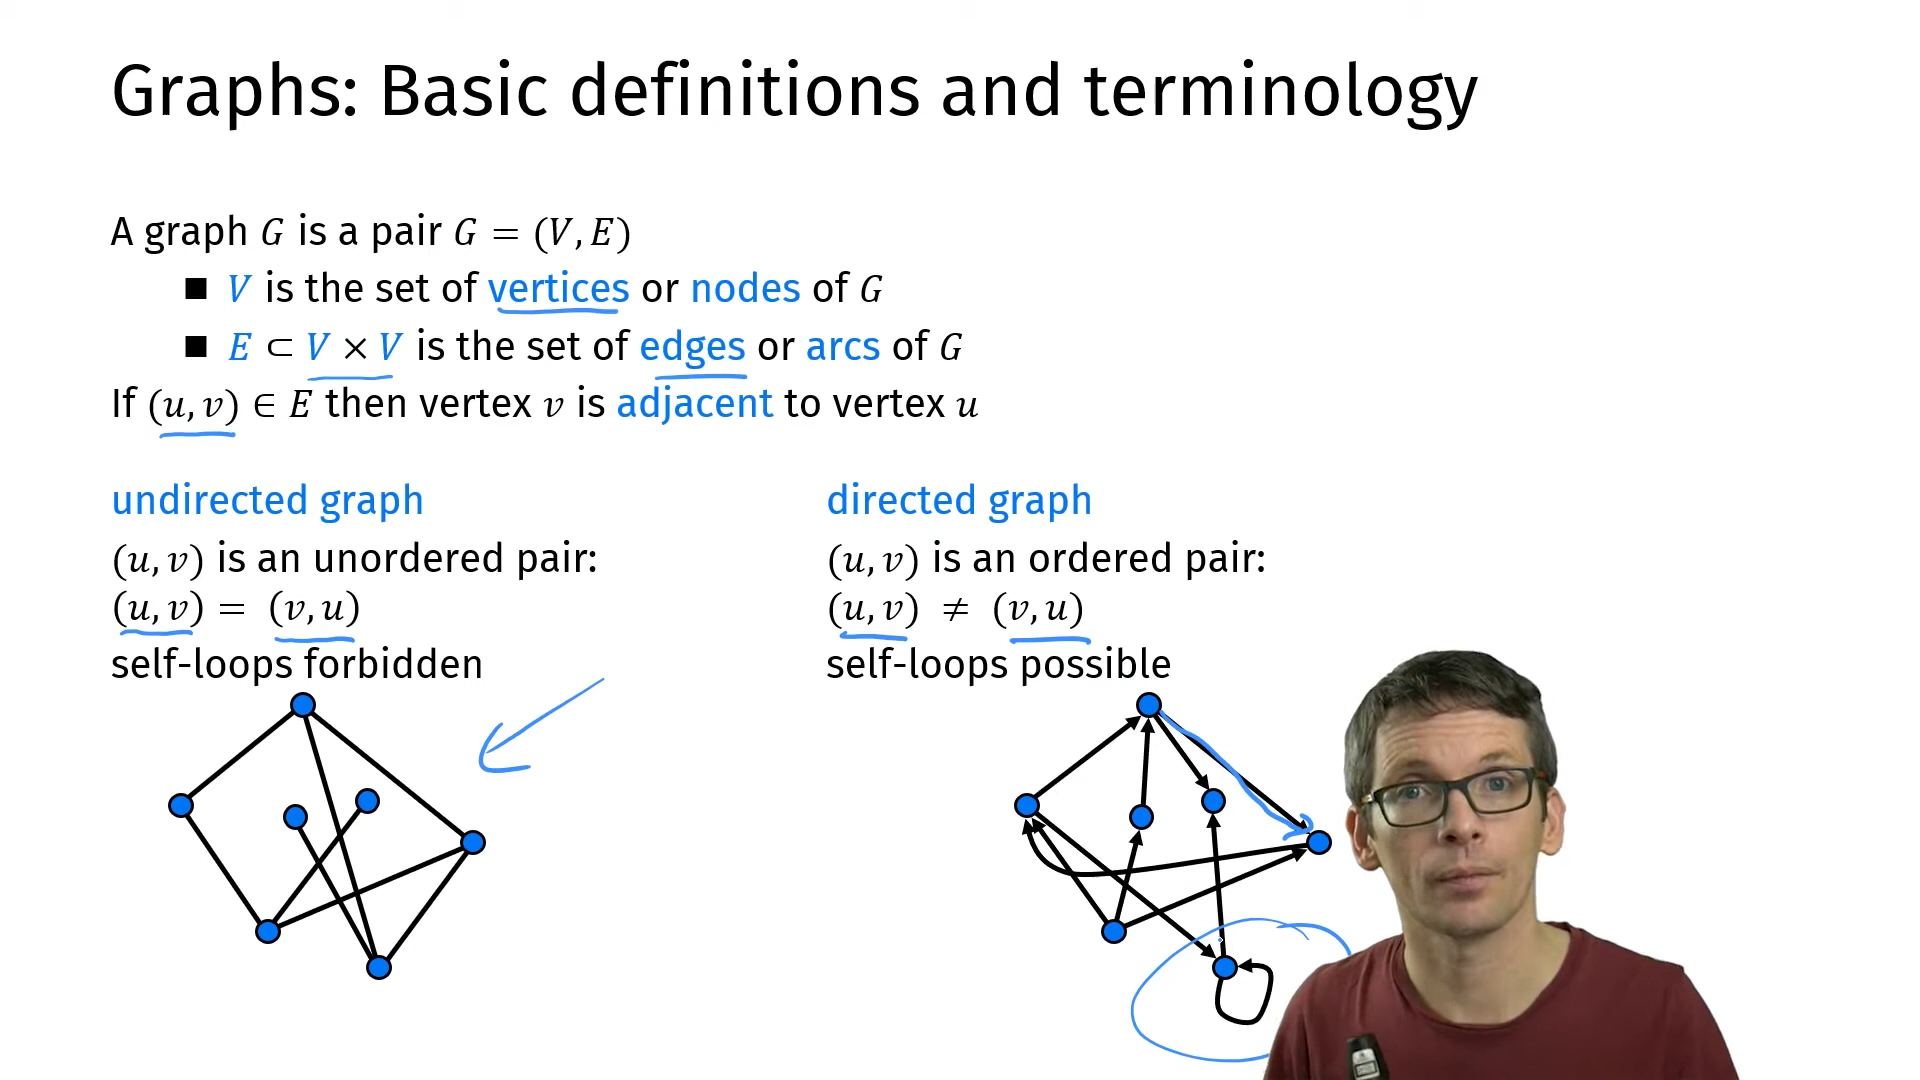 Graphs: Basic definitions and terminology
A graph G is a pair G = (V, E)
■ V is the set of vertices or nodes of G
■ E ⊂ V × V is the set of edges or arcs of G
If (u, v) ∈ E then vertex v is adjacent to vertex u
undirected graph
(u, v) is an unordered pair:
(u, v) = (v, u)
self-loops forbidden
directed graph
(u, v) is an ordered pair:
(u, v) ≠ (v, u)
self-loops possible